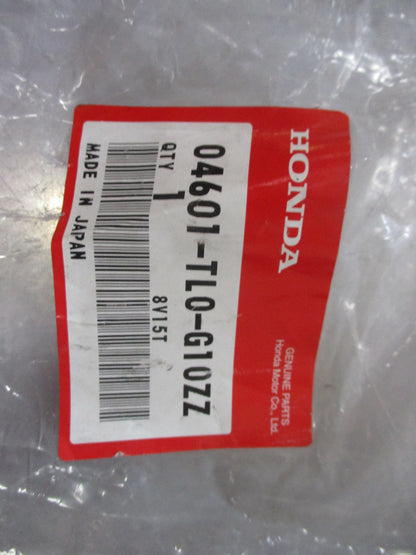 HONDA
GENUINE PARTS
Honda Motor Co., Ltd.
04601-TL0-G10ZZ
QTY 1
8V15T
MADE IN JAPAN